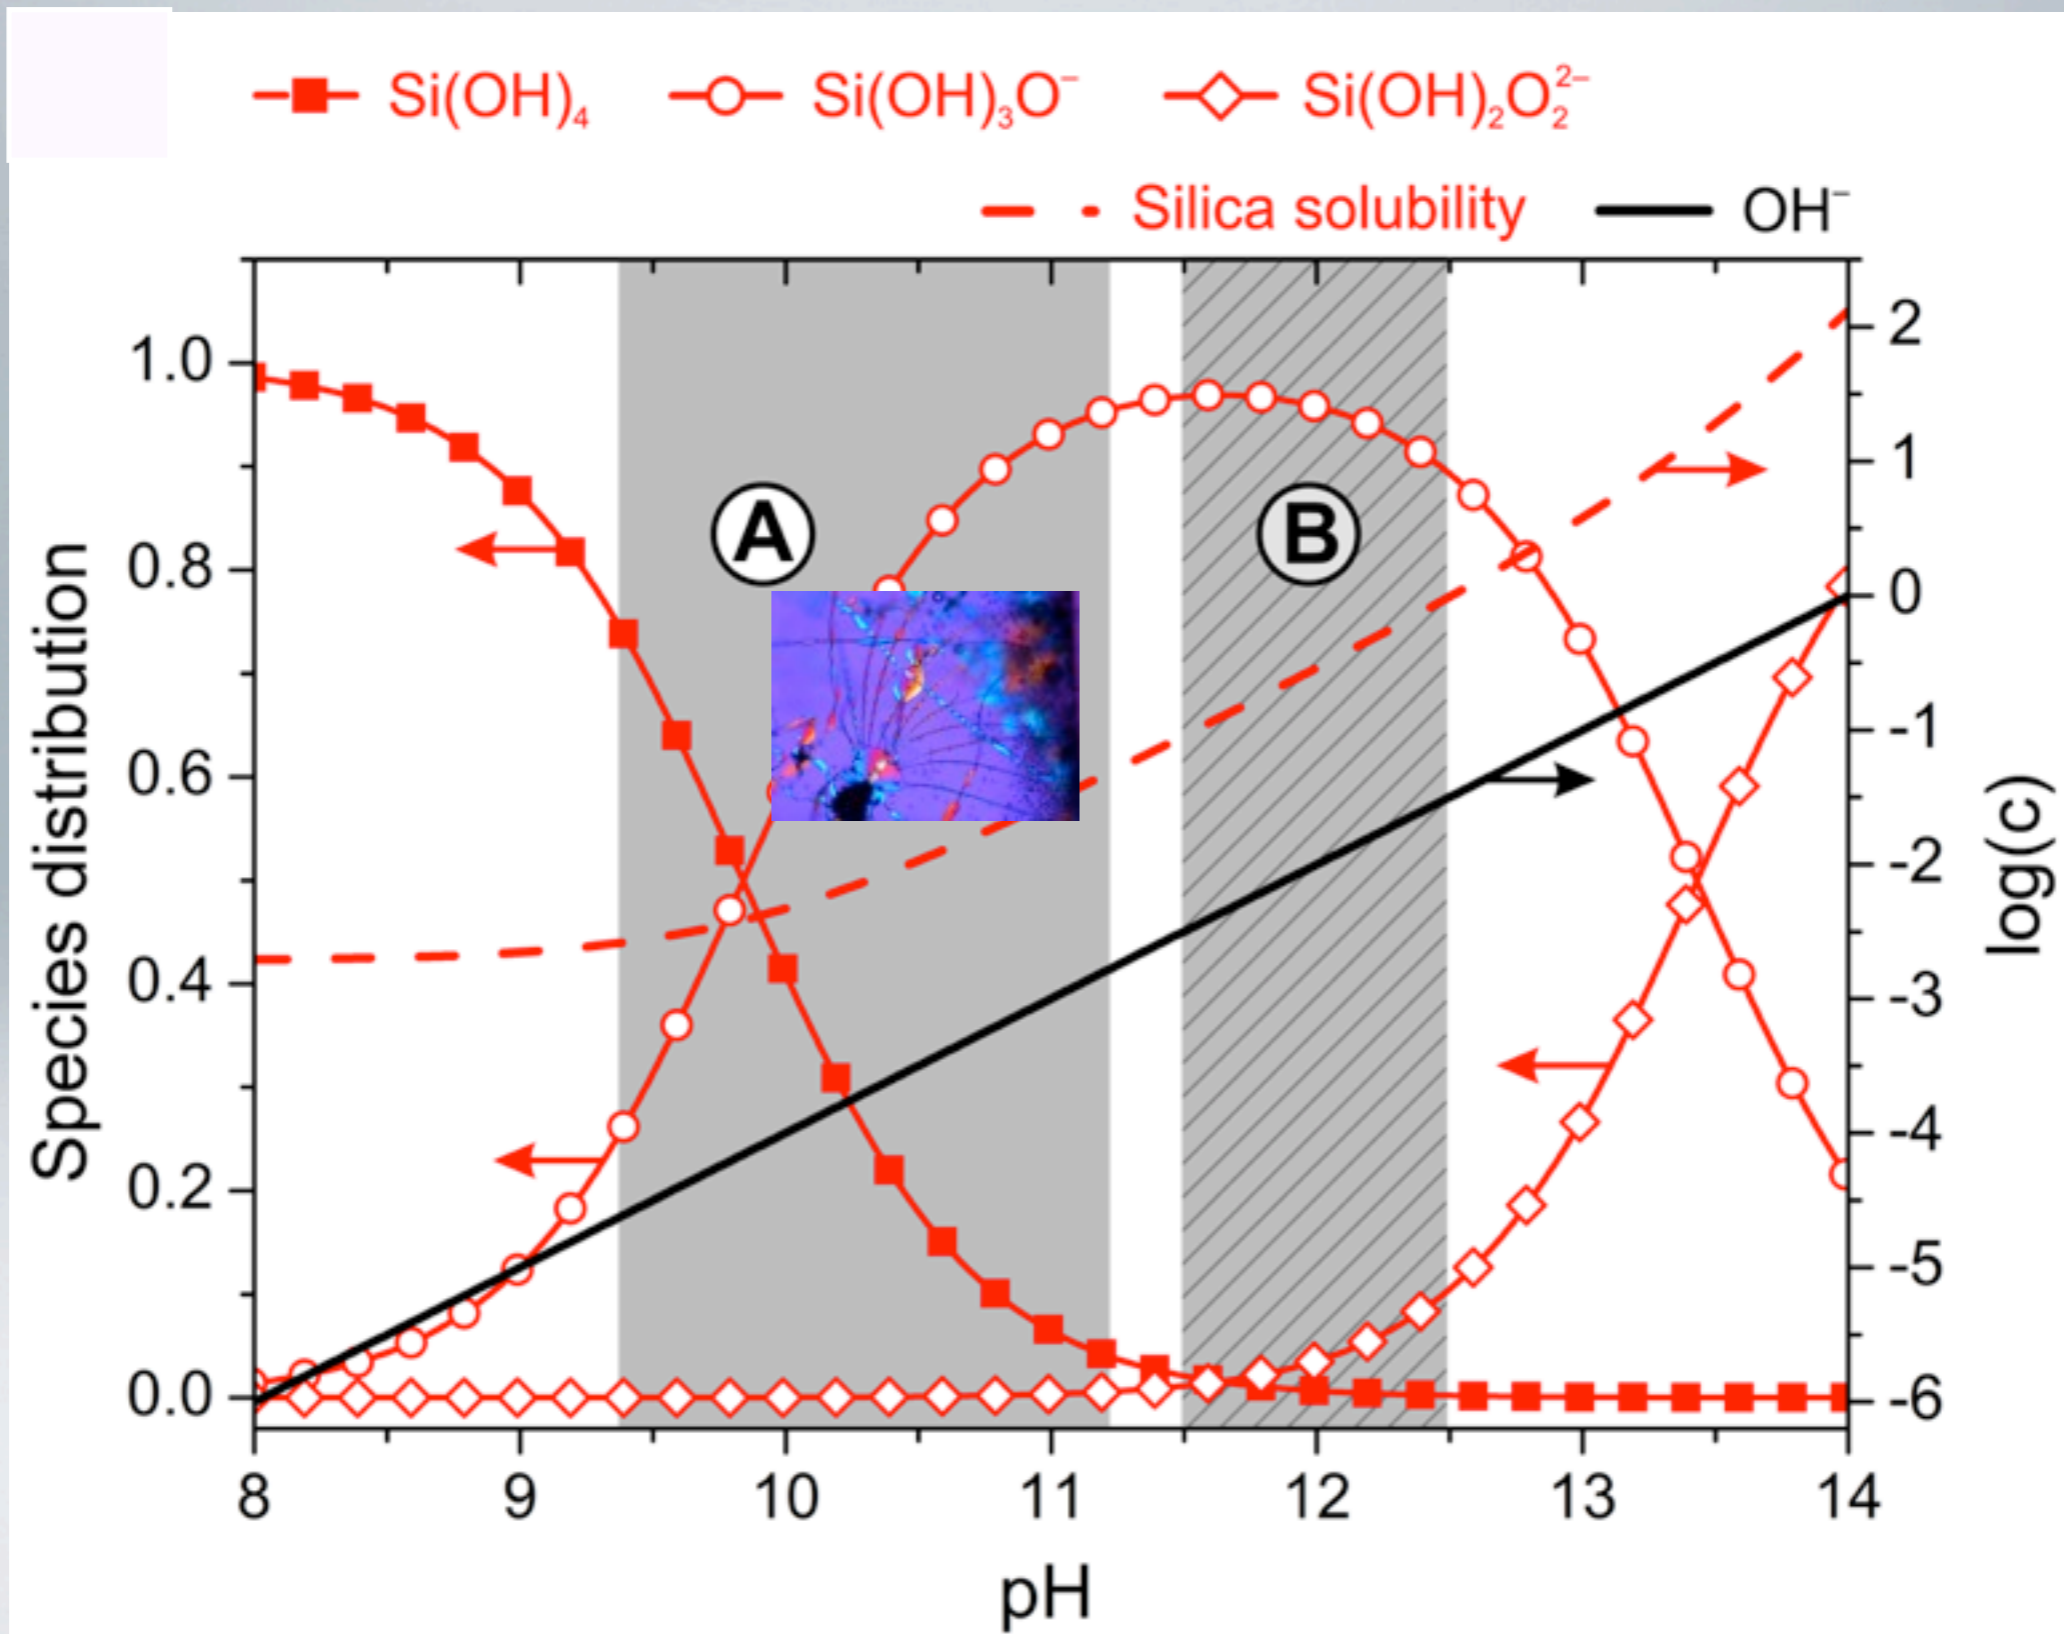 Si(OH)₄ Si(OH)₃O⁻ Si(OH)₂O₂²⁻
Silica solubility OH⁻
A B
Species distribution
1.0
0.8
0.6
0.4
0.2
0.0
2
1
0
-1
-2
-3
-4
-5
-6
log(c)
8 9 10 11 12 13 14
pH